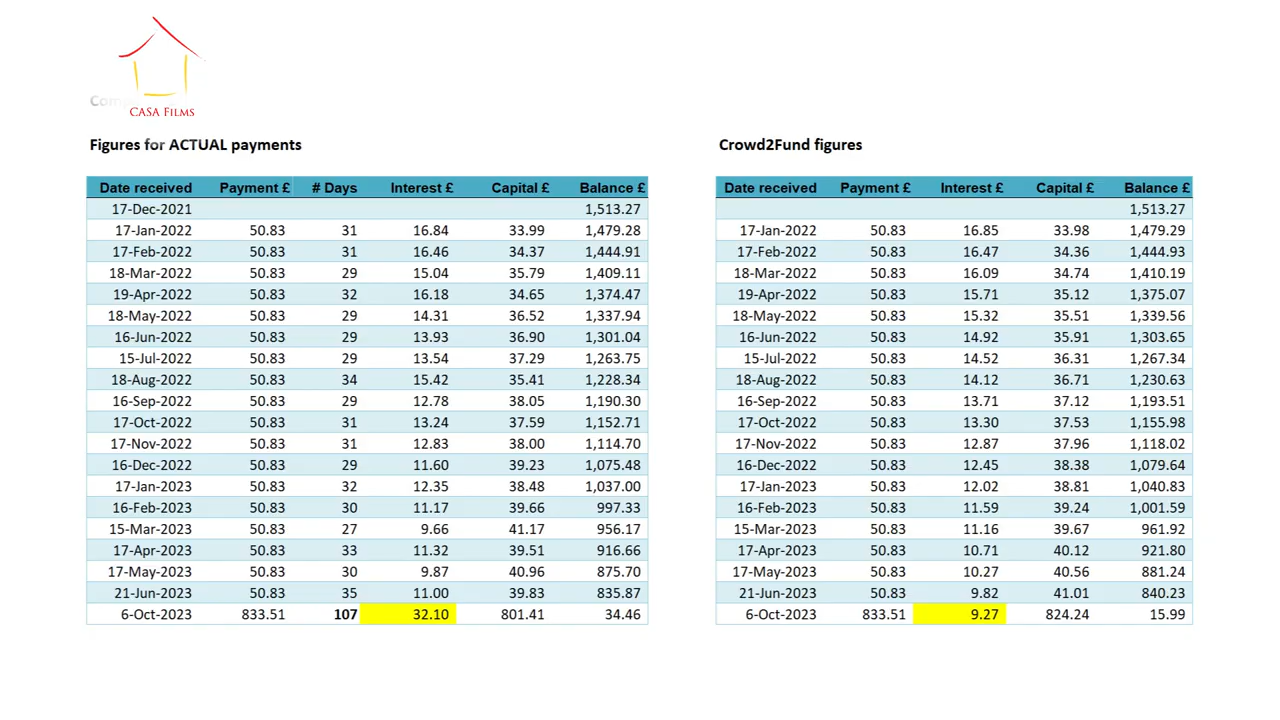 CASA FILMS
Figures for ACTUAL payments
Date received Payment £ # Days Interest £ Capital £ Balance £
17-Dec-2021 1,513.27
17-Jan-2022 50.83 31 16.84 33.99 1,479.28
17-Feb-2022 50.83 31 16.46 34.37 1,444.91
18-Mar-2022 50.83 29 15.04 35.79 1,409.11
19-Apr-2022 50.83 32 16.18 34.65 1,374.47
18-May-2022 50.83 29 14.31 36.52 1,337.94
16-Jun-2022 50.83 29 13.93 36.90 1,301.04
15-Jul-2022 50.83 29 13.54 37.29 1,263.75
18-Aug-2022 50.83 34 15.42 35.41 1,228.34
16-Sep-2022 50.83 29 12.78 38.05 1,190.30
17-Oct-2022 50.83 31 13.24 37.59 1,152.71
17-Nov-2022 50.83 31 12.83 38.00 1,114.70
16-Dec-2022 50.83 29 11.60 39.23 1,075.48
17-Jan-2023 50.83 32 12.35 38.48 1,037.00
16-Feb-2023 50.83 30 11.17 39.66 997.33
15-Mar-2023 50.83 27 9.66 41.17 956.17
17-Apr-2023 50.83 33 11.32 39.51 916.66
17-May-2023 50.83 30 9.87 40.96 875.70
21-Jun-2023 50.83 35 11.00 39.83 835.87
6-Oct-2023 833.51 107 32.10 801.41 34.46
Crowd2Fund figures
Date received Payment £ Interest £ Capital £ Balance £
1,513.27
17-Jan-2022 50.83 16.85 33.98 1,479.29
17-Feb-2022 50.83 16.47 34.36 1,444.93
18-Mar-2022 50.83 16.09 34.74 1,410.19
19-Apr-2022 50.83 15.71 35.12 1,375.07
18-May-2022 50.83 15.32 35.51 1,339.56
16-Jun-2022 50.83 14.92 35.91 1,303.65
15-Jul-2022 50.83 14.52 36.31 1,267.34
18-Aug-2022 50.83 14.12 36.71 1,230.63
16-Sep-2022 50.83 13.71 37.12 1,193.51
17-Oct-2022 50.83 13.30 37.53 1,155.98
17-Nov-2022 50.83 12.87 37.96 1,118.02
16-Dec-2022 50.83 12.45 38.38 1,079.64
17-Jan-2023 50.83 12.02 38.81 1,040.83
16-Feb-2023 50.83 11.59 39.24 1,001.59
15-Mar-2023 50.83 11.16 39.67 961.92
17-Apr-2023 50.83 10.71 40.12 921.80
17-May-2023 50.83 10.27 40.56 881.24
21-Jun-2023 50.83 9.82 41.01 840.23
6-Oct-2023 833.51 9.27 824.24 15.99